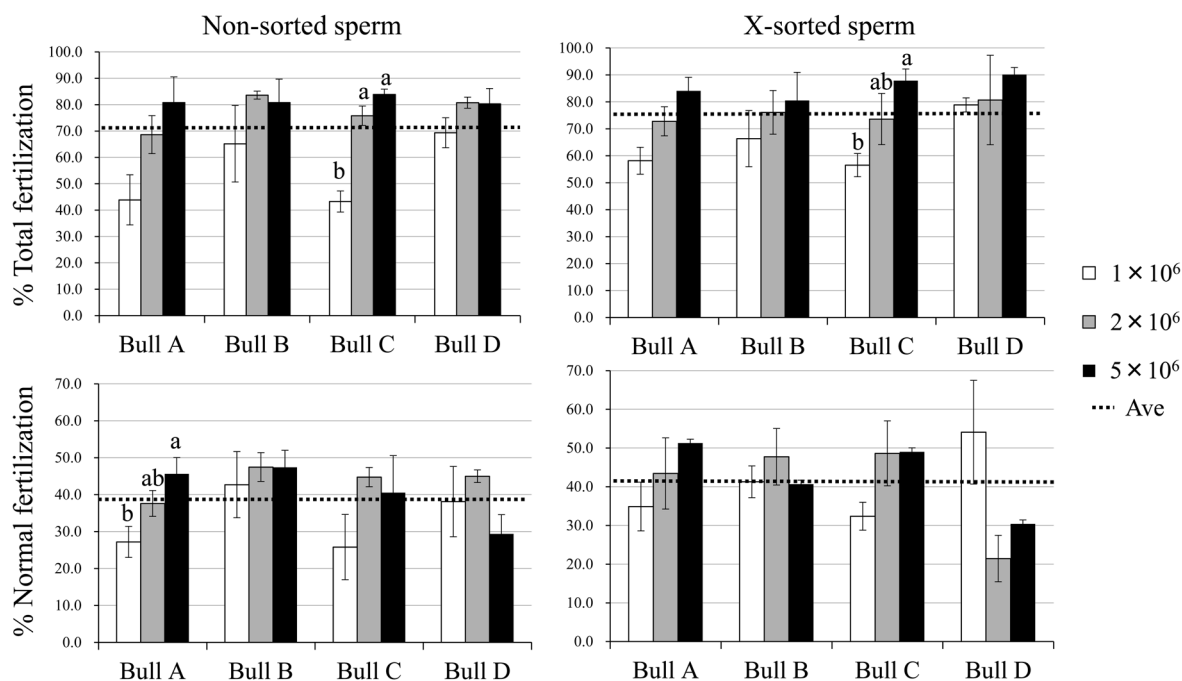 Non-sorted sperm
X-sorted sperm
% Total fertilization
100.0
90.0
80.0
70.0
60.0
50.0
40.0
30.0
20.0
10.0
0.0
b
a
a
Bull A Bull B Bull C Bull D
100.0
90.0
80.0
70.0
60.0
50.0
40.0
30.0
20.0
10.0
0.0
b
ab
a
Bull A Bull B Bull C Bull D
% Normal fertilization
70.0
60.0
50.0
40.0
30.0
20.0
10.0
0.0
b
ab
a
Bull A Bull B Bull C Bull D
70.0
60.0
50.0
40.0
30.0
20.0
10.0
0.0
Bull A Bull B Bull C Bull D
1×10⁶
2×10⁶
5×10⁶
Ave